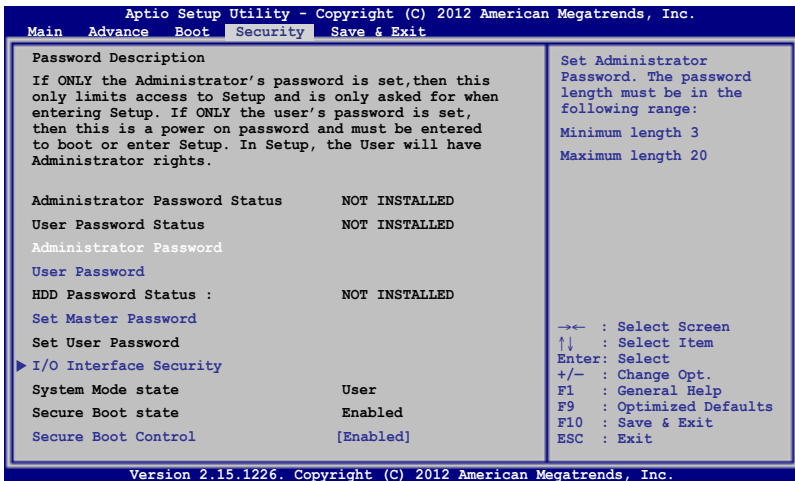 Aptio Setup Utility - Copyright (C) 2012 American Megatrends, Inc.
Main Advance Boot Security Save & Exit
Password Description
If ONLY the Administrator's password is set,then this
only limits access to Setup and is only asked for when
entering Setup. If ONLY the user's password is set,
then this is a power on password and must be entered
to boot or enter Setup. In Setup, the User will have
Administrator rights.
Administrator Password Status NOT INSTALLED
User Password Status NOT INSTALLED
Administrator Password
User Password
HDD Password Status : NOT INSTALLED
Set Master Password
Set User Password
I/O Interface Security
System Mode state User
Secure Boot state Enabled
Secure Boot Control [Enabled]
Set Administrator
Password. The password
length must be in the
following range:
Minimum length 3
Maximum length 20
→← : Select Screen
↑↓ : Select Item
Enter: Select
+/— : Change Opt.
F1 : General Help
F9 : Optimized Defaults
F10 : Save & Exit
ESC : Exit
Version 2.15.1226. Copyright (C) 2012 American Megatrends, Inc.